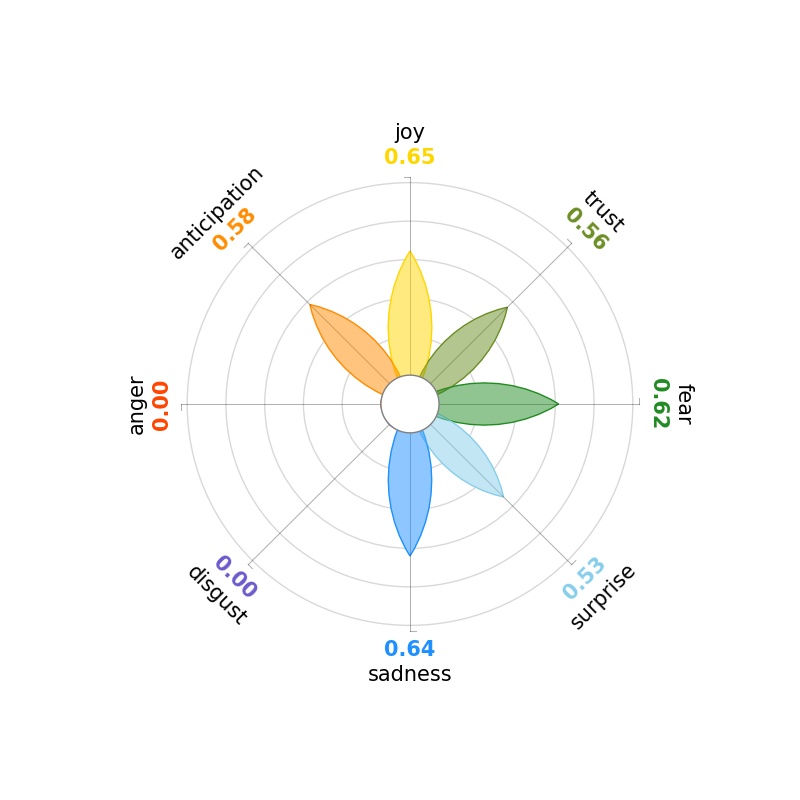 joy
0.65
trust
0.56
fear
0.62
surprise
0.53
0.64
sadness
disgust
0.00
anger
0.00
anticipation
0.58